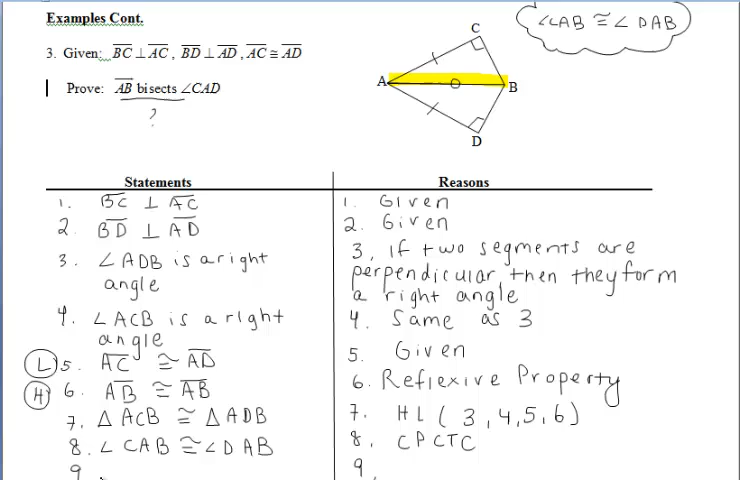 Examples Cont.
∠CAB ≅ ∠ DAB
3. Given: BC ⊥ AC , BD ⊥ AD , AC ≅ AD
Prove: AB bisects ∠CAD
?
C
A
B
D
Statements
Reasons
1. BC ⊥ AC
1. Given
2. BD ⊥ AD
2. Given
3. ∠ADB is a right
angle
3, If two segments are
perpendicular, then they form
a right angle
4. ∠ACB is a right
angle
4. Same as 3
L 5. AC ≅ AD
5. Given
H 6. AB ≅ AB
6. Reflexive Property
7. △ ACB ≅ △ ADB
7. HL (3,4,5,6)
8. ∠ CAB ≅ ∠ DAB
8. CPCTC
9
9.